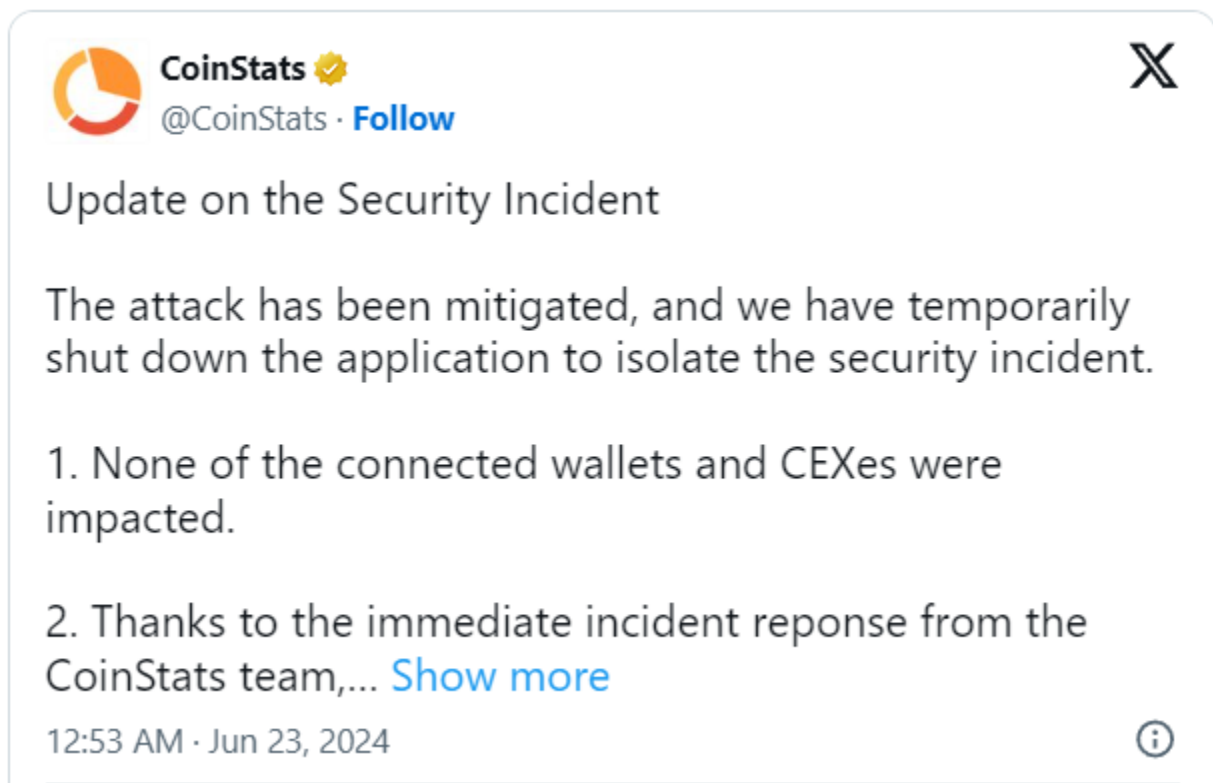 CoinStats
@CoinStats · Follow
Update on the Security Incident
The attack has been mitigated, and we have temporarily
shut down the application to isolate the security incident.
1. None of the connected wallets and CEXes were
impacted.
2. Thanks to the immediate incident reponse from the
CoinStats team,... Show more
12:53 AM · Jun 23, 2024